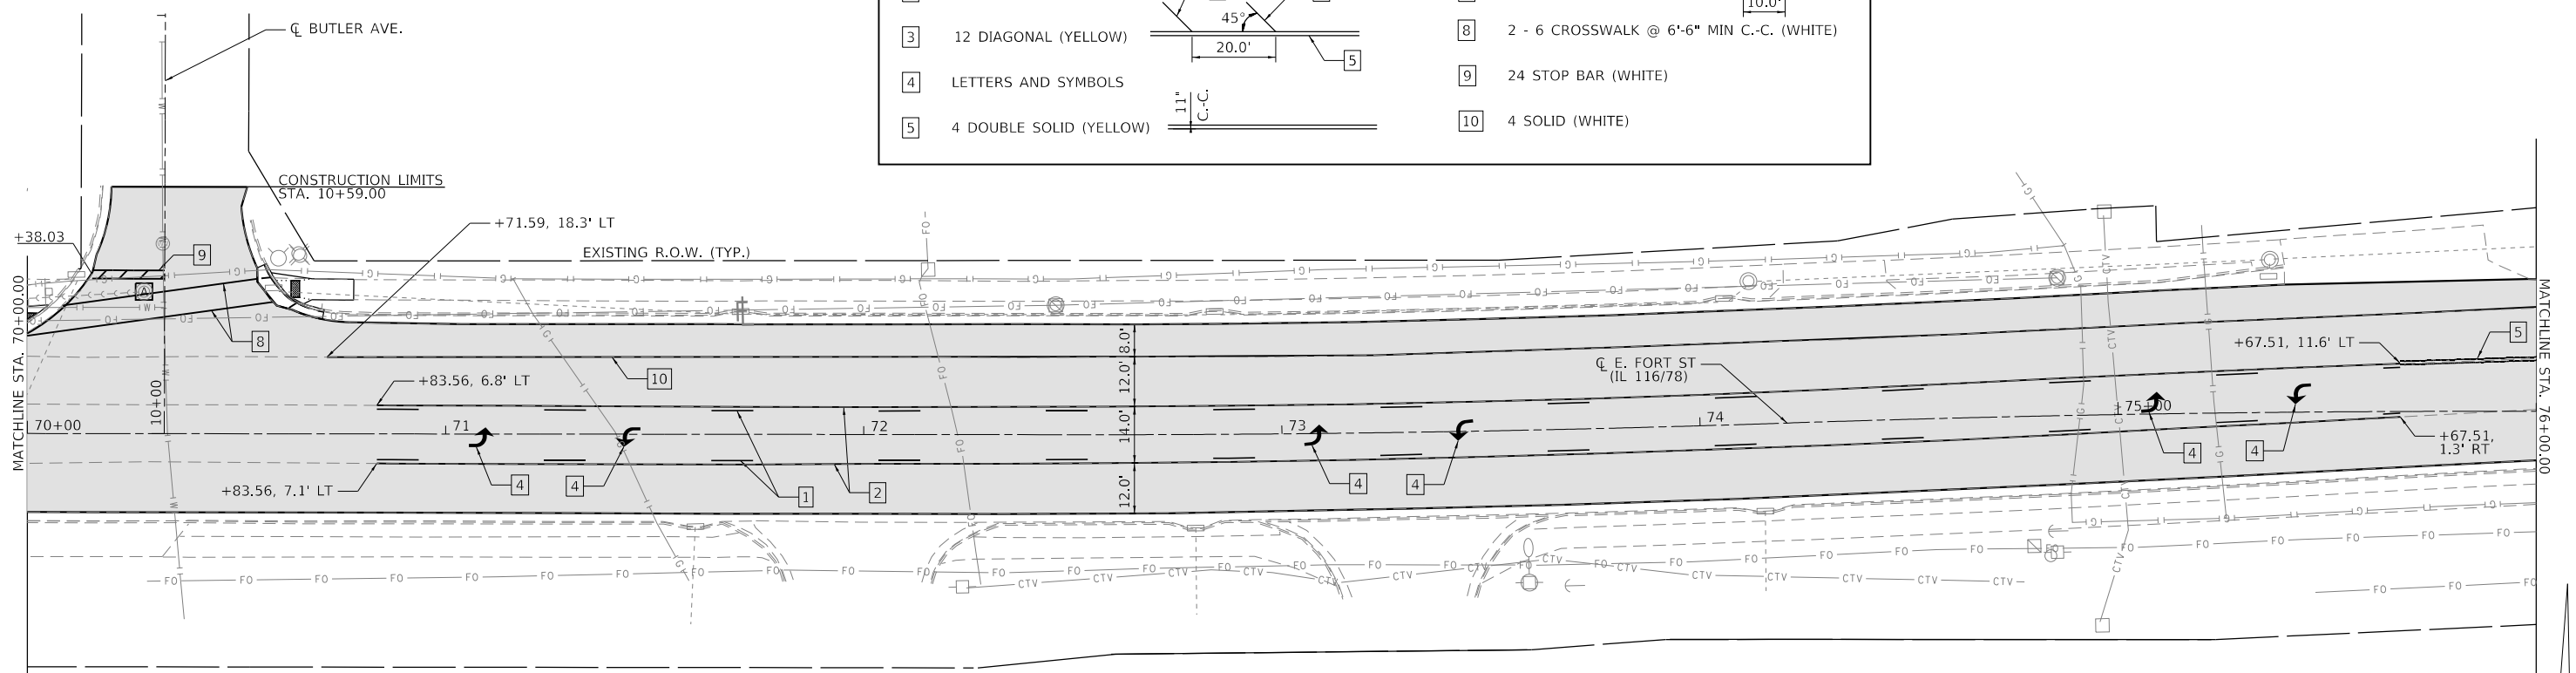 ℄ BUTLER AVE.
3 12 DIAGONAL (YELLOW)
45°
20.0'
5
4 LETTERS AND SYMBOLS
5 4 DOUBLE SOLID (YELLOW)
11"
C.-C.
10.0'
8 2 - 6 CROSSWALK @ 6'-6" MIN C.-C. (WHITE)
9 24 STOP BAR (WHITE)
10 4 SOLID (WHITE)
CONSTRUCTION LIMITS
STA. 10+59.00
+38.03
9
+71.59, 18.3' LT
EXISTING R.O.W. (TYP.)
A
8
10
10+00
MATCHLINE STA. 70+00.00
MATCHLINE STA. 76+00.00
+83.56, 6.8' LT
8.0'
12.0'
14.0'
12.0'
℄ E. FORT ST
(IL 116/78)
+67.51, 11.6' LT
5
70+00
71
72
73
74
75+00
+67.51,
1.3' RT
+83.56, 7.1' LT
4
4
1
2
4
4
4
4
FO
CTV
G
W